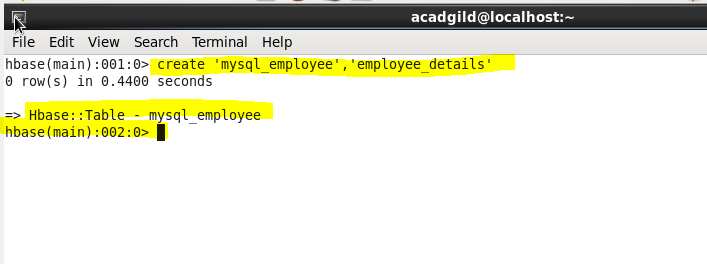 acadgild@localhost:~
File Edit View Search Terminal Help
hbase(main):001:0> create 'mysql_employee','employee_details'
0 row(s) in 0.4400 seconds
=> Hbase::Table - mysql_employee
hbase(main):002:0>